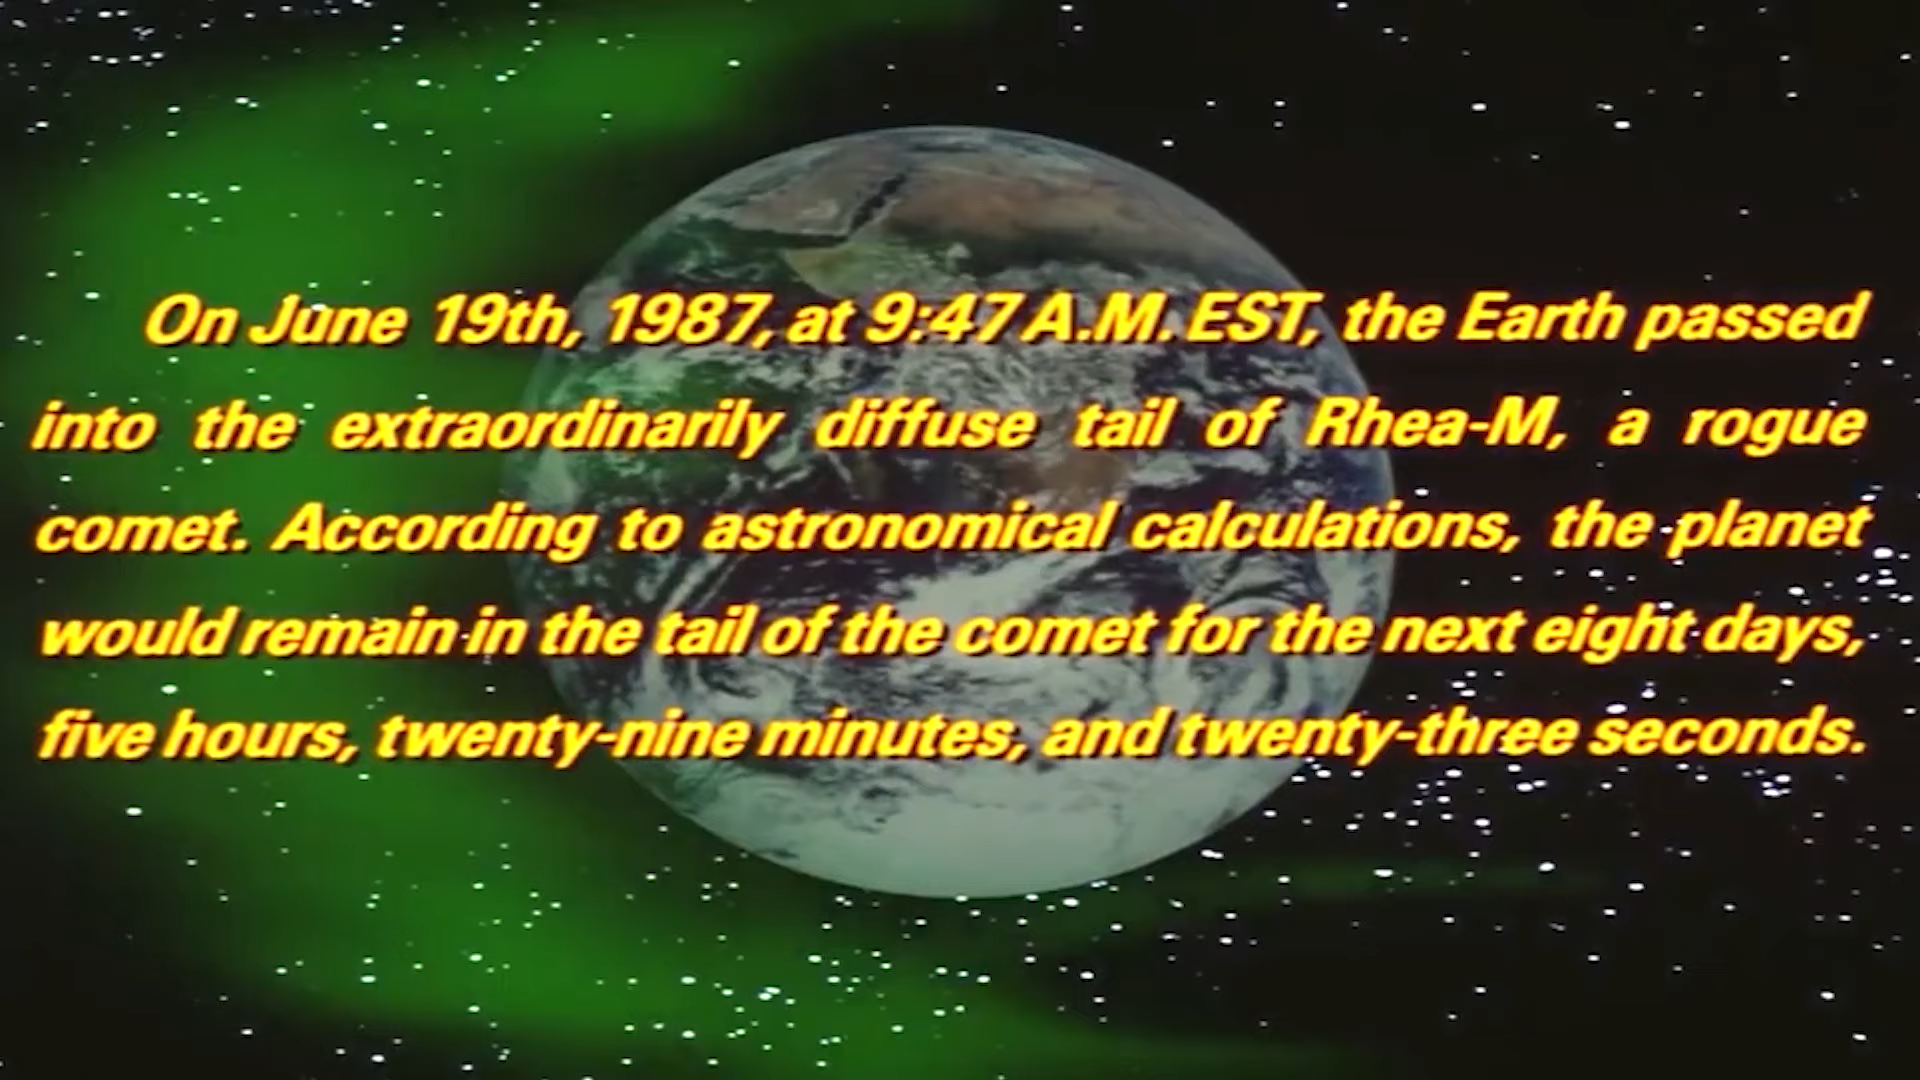 On June 19th, 1987, at 9:47 A.M. EST, the Earth passed
into the extraordinarily diffuse tail of Rhea-M, a rogue
comet. According to astronomical calculations, the planet
would remain in the tail of the comet for the next eight days,
five hours, twenty-nine minutes, and twenty-three seconds.